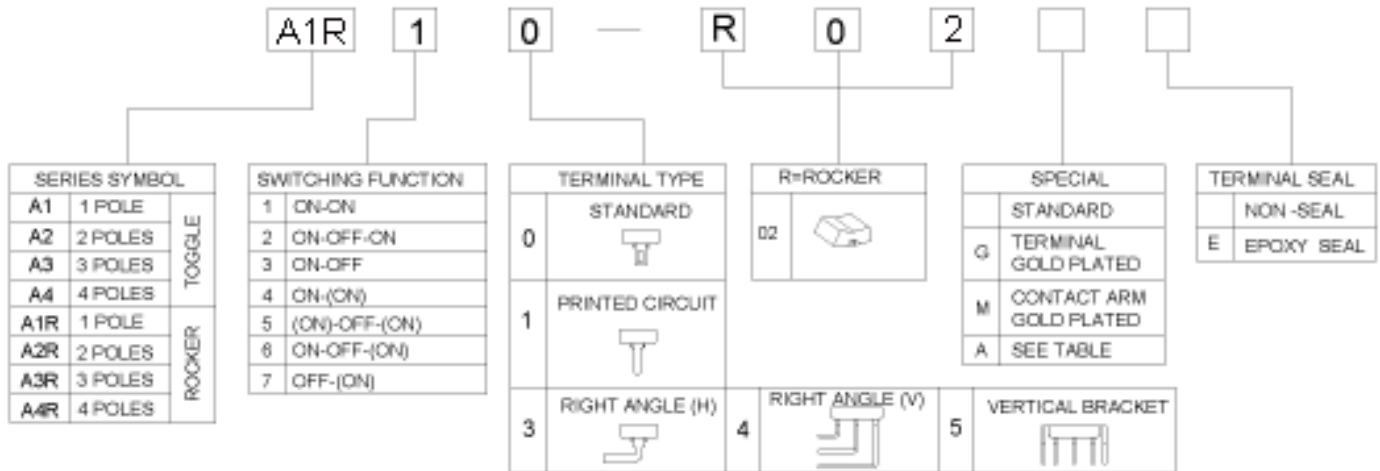 A1R 1 0 — R 0 2
SERIES SYMBOL
A1 1 POLE
A2 2 POLES
A3 3 POLES
A4 4 POLES
TOGGLE
A1R 1 POLE
A2R 2 POLES
A3R 3 POLES
A4R 4 POLES
ROCKER
SWITCHING FUNCTION
1 ON-ON
2 ON-OFF-ON
3 ON-OFF
4 ON-(ON)
5 (ON)-OFF-(ON)
6 ON-OFF-(ON)
7 OFF-(ON)
TERMINAL TYPE
0 STANDARD
1 PRINTED CIRCUIT
3 RIGHT ANGLE (H)
4 RIGHT ANGLE (V)
5 VERTICAL BRACKET
R=ROCKER
02
SPECIAL
STANDARD
G TERMINAL
GOLD PLATED
M CONTACT ARM
GOLD PLATED
A SEE TABLE
TERMINAL SEAL
NON -SEAL
E EPOXY SEAL